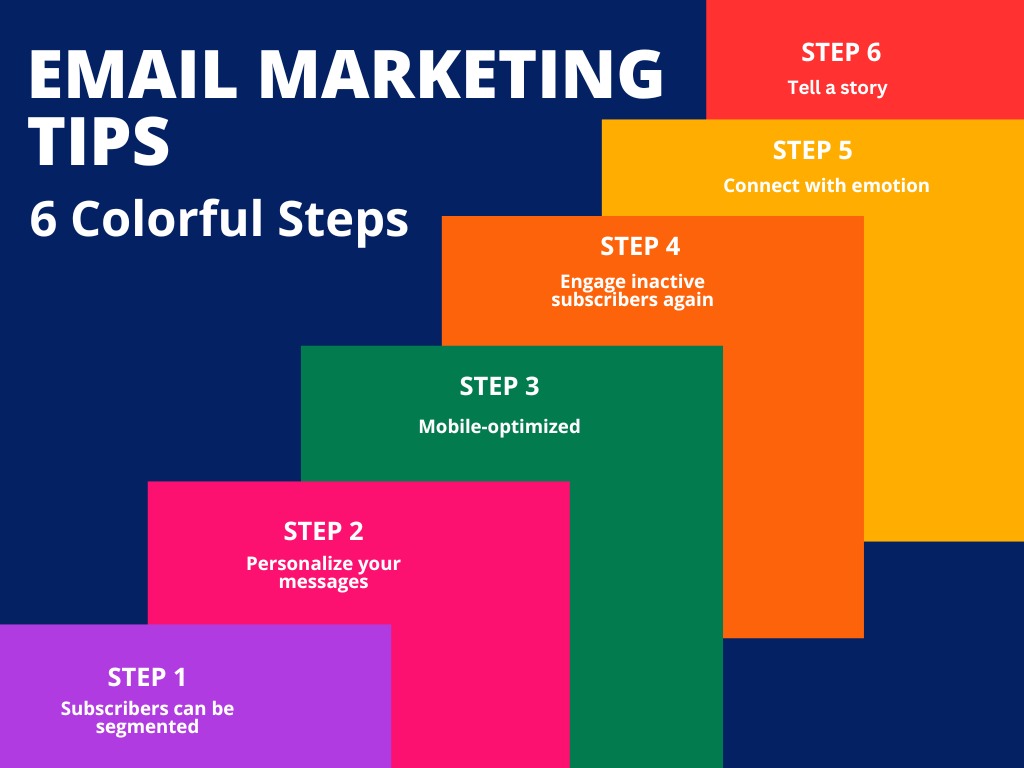 EMAIL MARKETING
TIPS
6 Colorful Steps
STEP 6
Tell a story
STEP 5
Connect with emotion
STEP 4
Engage inactive
subscribers again
STEP 3
Mobile-optimized
STEP 2
Personalize your
messages
STEP 1
Subscribers can be
segmented